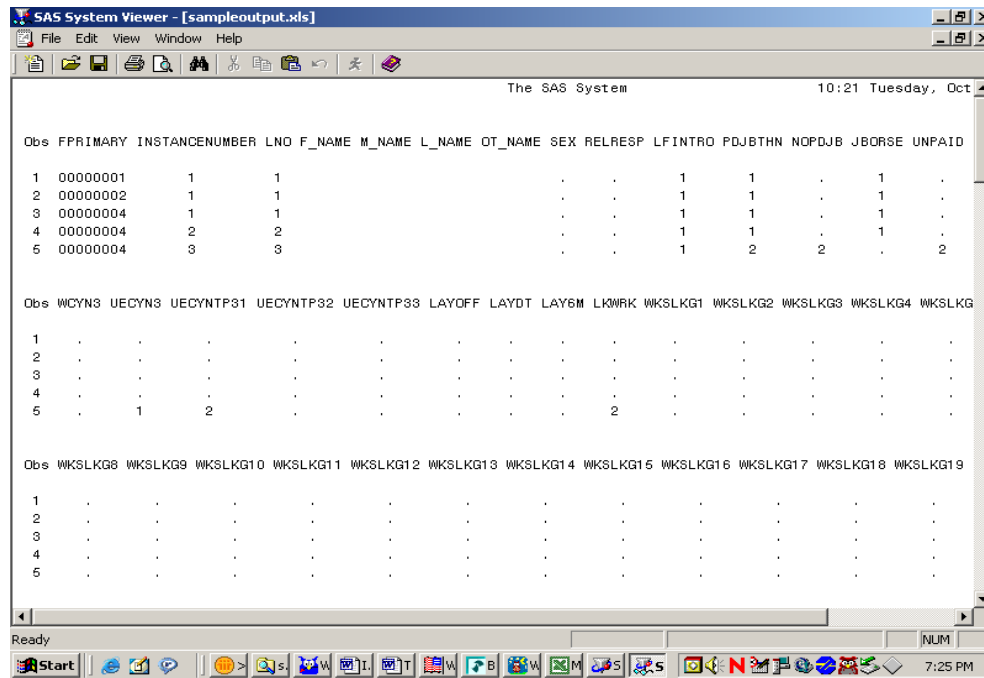 SAS System Viewer - [sampleoutput.xls]
File Edit View Window Help
The SAS System 10:21 Tuesday, Oct
Obs FPRIMARY INSTANCENUMBER LNO F_NAME M_NAME L_NAME OT_NAME SEX RELRESP LFINTRO PDJBTHN NOPDJB JBORSE UNPAID
1 00000001 1 1 . . 1 1 . 1 .
2 00000002 1 1 . . 1 1 . 1 .
3 00000004 1 1 . . 1 1 . 1 .
4 00000004 2 2 . . 1 1 . 1 .
5 00000004 3 3 . . 1 2 2 . 2
Obs WCYN3 UECYN3 UECYNTP31 UECYNTP32 UECYNTP33 LAYOFF LAYDT LAY6M LKWRK WKSLKG1 WKSLKG2 WKSLKG3 WKSLKG4 WKSLKG
1 . . . . . . . . . . . . . .
2 . . . . . . . . . . . . . .
3 . . . . . . . . . . . . . .
4 . . . . . . . . . . . . . .
5 . 1 2 . . . . . 2 . . . . .
Obs WKSLKG8 WKSLKG9 WKSLKG10 WKSLKG11 WKSLKG12 WKSLKG13 WKSLKG14 WKSLKG15 WKSLKG16 WKSLKG17 WKSLKG18 WKSLKG19
1 . . . . . . . . . . . .
2 . . . . . . . . . . . .
3 . . . . . . . . . . . .
4 . . . . . . . . . . . .
5 . . . . . . . . . . . .
Ready NUM
Start > s. W I. T W B W M s s N 7:25 PM